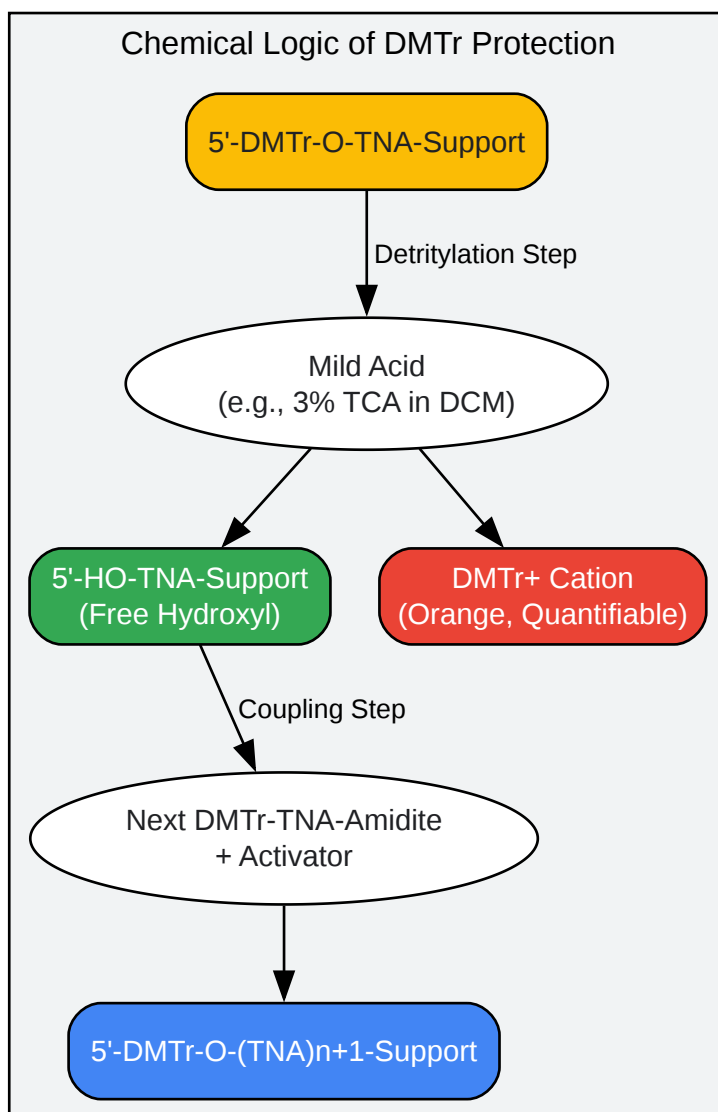 Chemical Logic of DMTr Protection
5'-DMTr-O-TNA-Support
Detritylation Step
Mild Acid
(e.g., 3% TCA in DCM)
5'-HO-TNA-Support
(Free Hydroxyl)
DMTr+ Cation
(Orange, Quantifiable)
Coupling Step
Next DMTr-TNA-Amidite
+ Activator
5'-DMTr-O-(TNA)n+1-Support